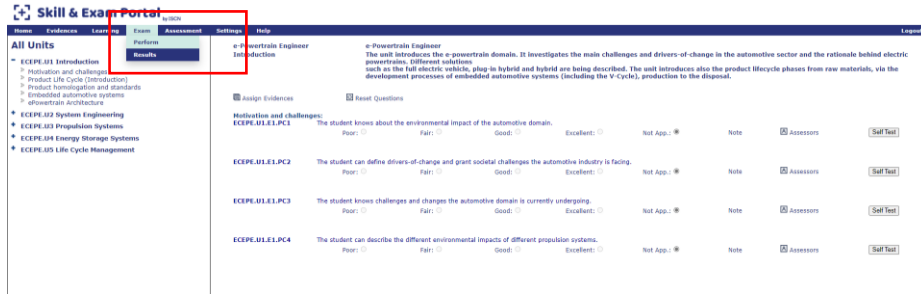 [+] Skill & Exam Portal by ISCN
Home Evidences Learning Exam Assessment Settings Help Logout
Perform
Results
All Units
ECEPE.U1 Introduction
Motivation and challenges
Product Life Cycle (Introduction)
Product homologation and standards
Embedded automotive systems
ePowertrain Architecture
ECEPE.U2 System Engineering
ECEPE.U3 Propulsion Systems
ECEPE.U4 Energy Storage Systems
ECEPE.U5 Life Cycle Management
e-Powertrain Engineer e-Powertrain Engineer
Introduction The unit introduces the e-powertrain domain. It investigates the main challenges and drivers-of-change in the automotive sector and the rationale behind electric
powertrains. Different solutions
such as the full electric vehicle, plug-in hybrid and hybrid are being described. The unit introduces also the product lifecycle phases from raw materials, via the
development processes of embedded automotive systems (including the V-Cycle), production to the disposal.
Assign Evidences Reset Questions
Motivation and challenges:
ECEPE.U1.E1.PC1 The student knows about the environmental impact of the automotive domain.
Poor: Fair: Good: Excellent: Not App.: Note Assessors Self Test
ECEPE.U1.E1.PC2 The student can define drivers-of-change and grant societal challenges the automotive industry is facing.
Poor: Fair: Good: Excellent: Not App.: Note Assessors Self Test
ECEPE.U1.E1.PC3 The student knows challenges and changes the automotive domain is currently undergoing.
Poor: Fair: Good: Excellent: Not App.: Note Assessors Self Test
ECEPE.U1.E1.PC4 The student can describe the different environmental impacts of different propulsion systems.
Poor: Fair: Good: Excellent: Not App.: Note Assessors Self Test